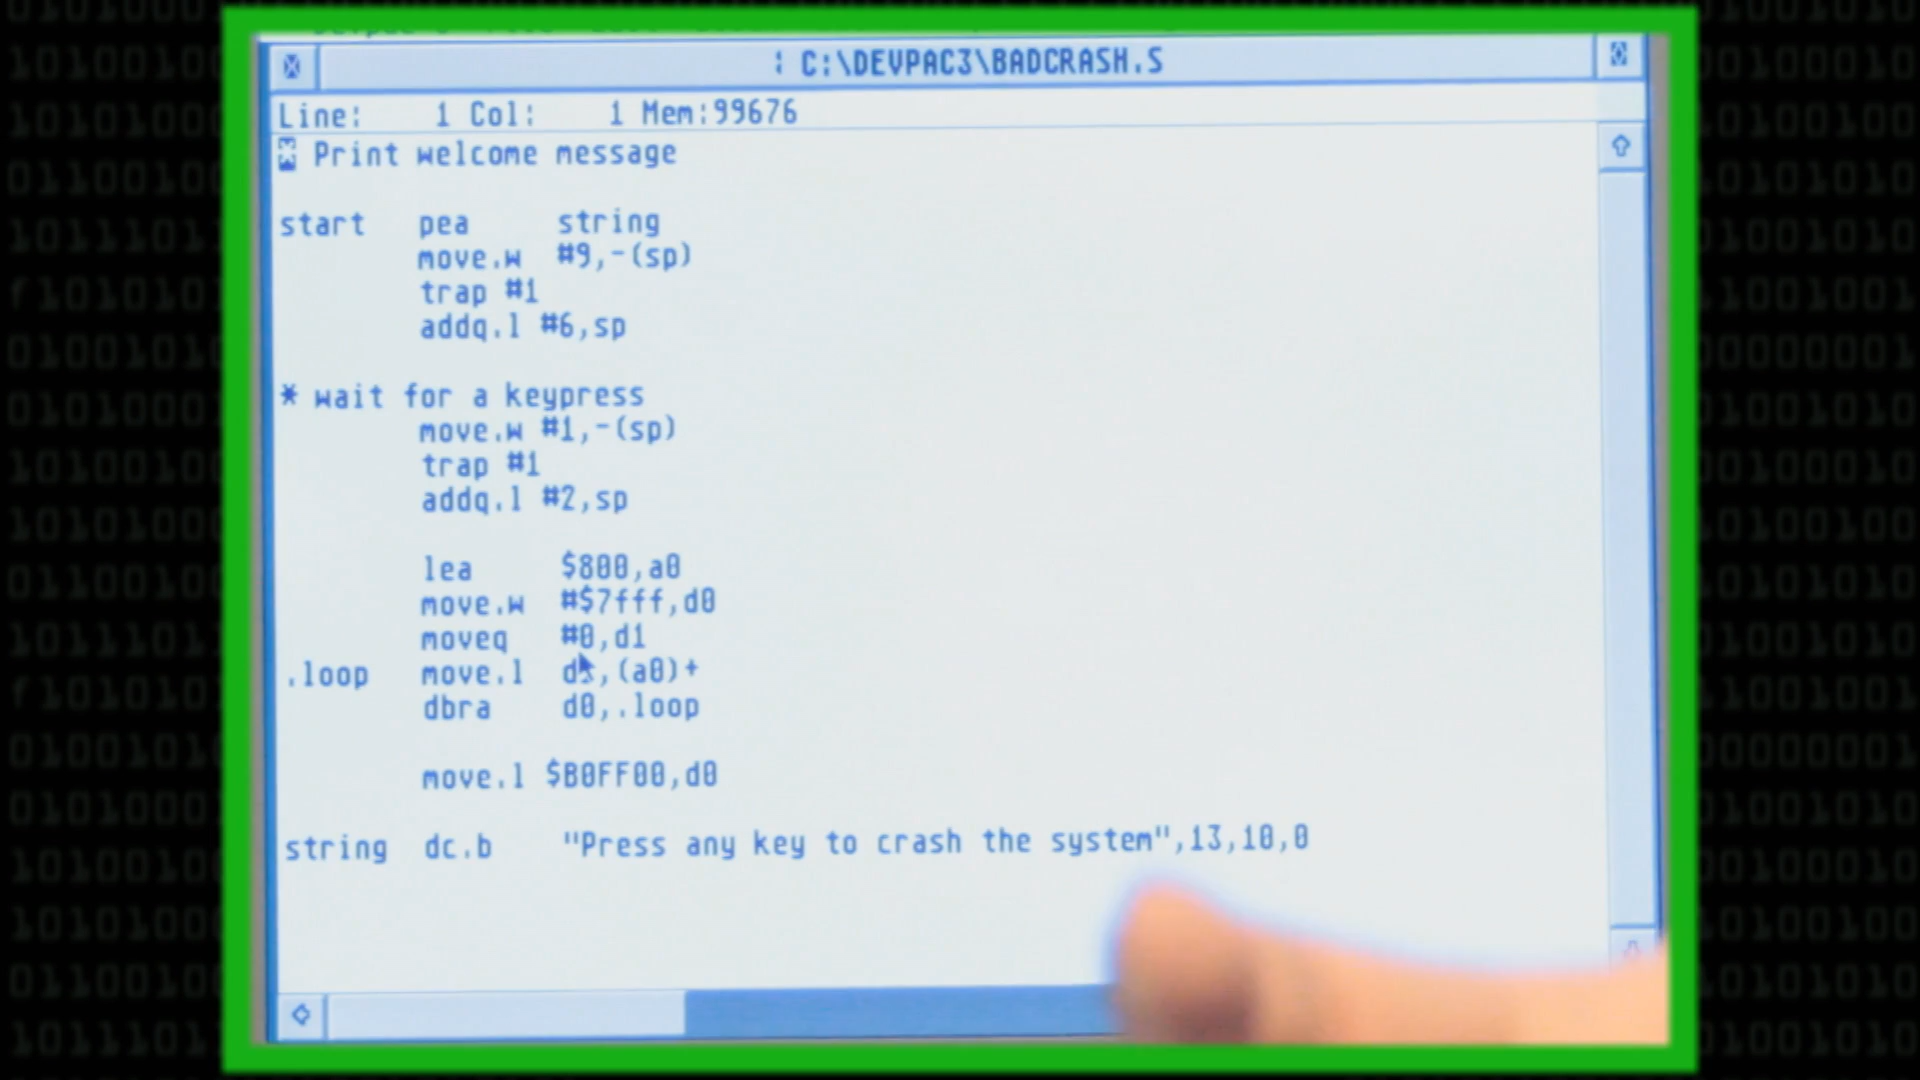 C:\DEVPAC3\BADCRASH.S
Line: 1 Col: 1 Mem:99676
* Print welcome message
start pea string
move.w #9,-(sp)
trap #1
addq.l #6,sp
* wait for a keypress
move.w #1,-(sp)
trap #1
addq.l #2,sp
lea $800,a0
move.w #$7fff,d0
moveq #0,d1
.loop move.l d1,(a0)+
dbra d0,.loop
move.l $B0FF00,d0
string dc.b "Press any key to crash the system",13,10,0